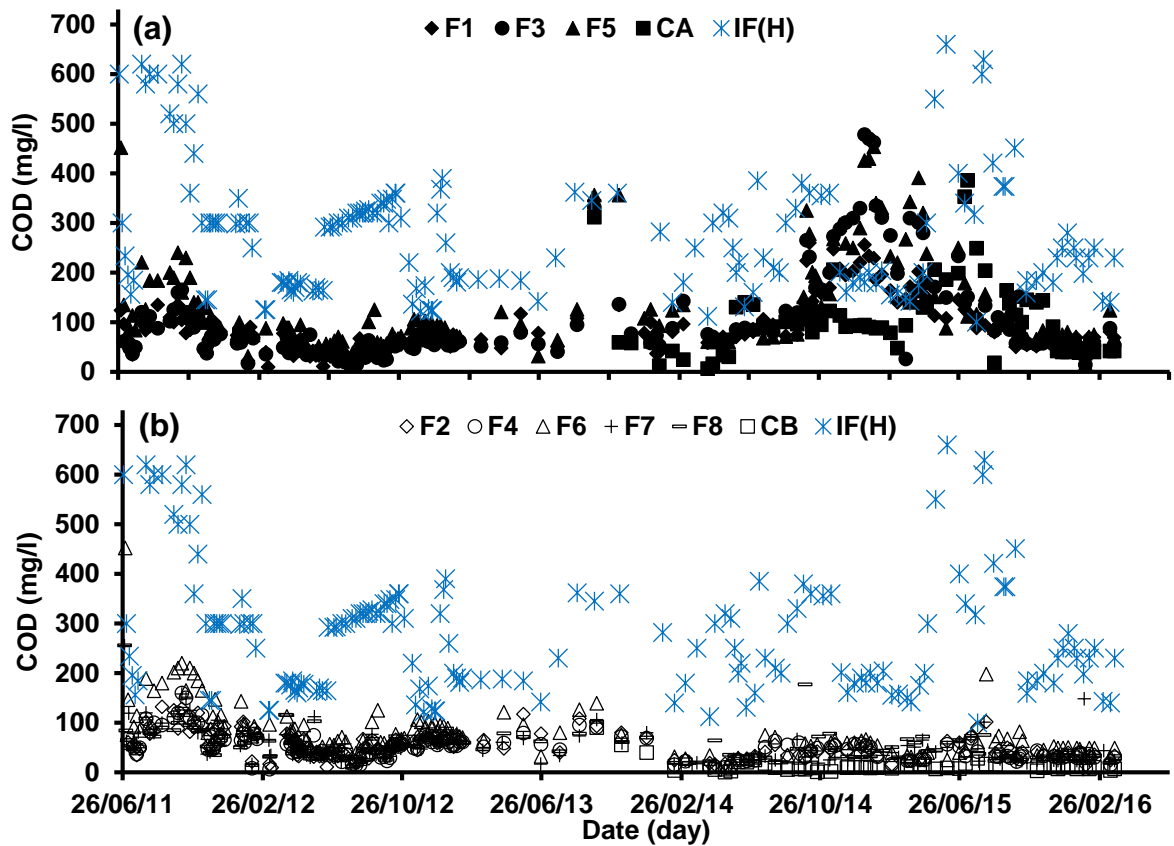 (a)
F1 F3 F5 CA IF(H)
700
600
500
400
300
200
100
0
COD (mg/l)
(b)
F2 F4 F6 F7 F8 CB IF(H)
700
600
500
400
300
200
100
0
COD (mg/l)
26/06/11 26/02/12 26/10/12 26/06/13 26/02/14 26/10/14 26/06/15 26/02/16
Date (day)